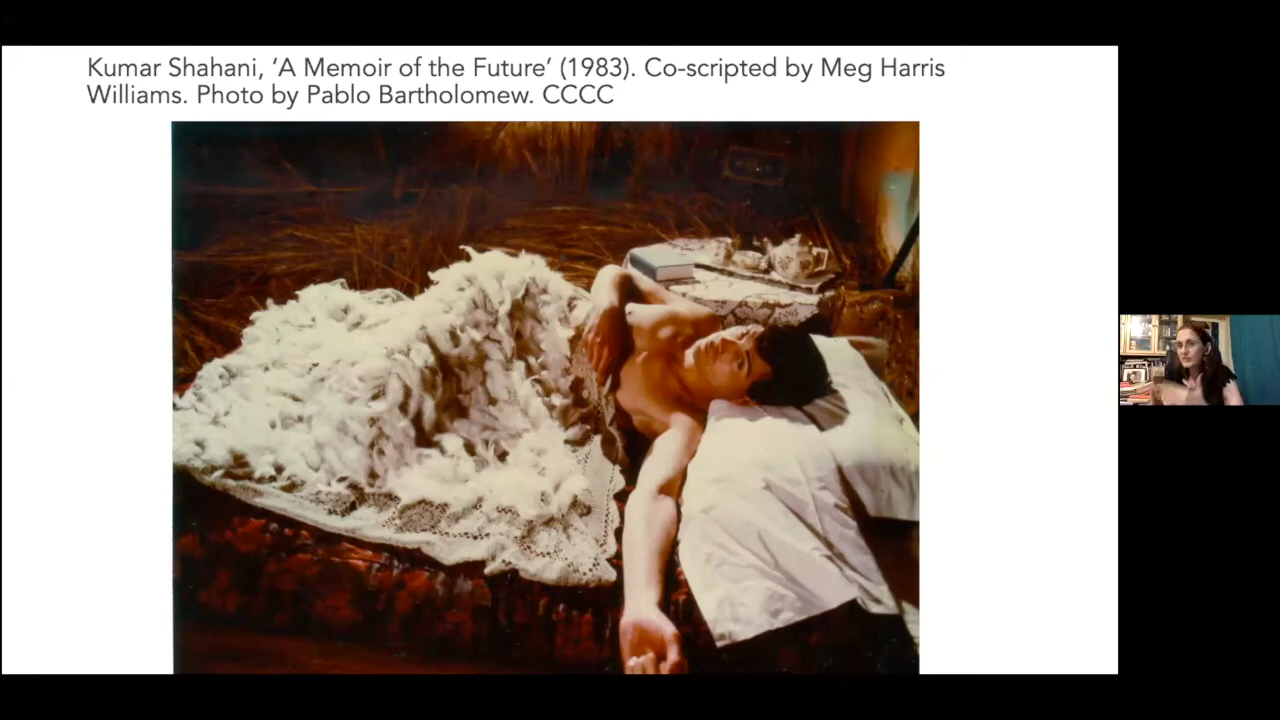 Kumar Shahani, ‘A Memoir of the Future’ (1983). Co-scripted by Meg Harris
Williams. Photo by Pablo Bartholomew. CCCC